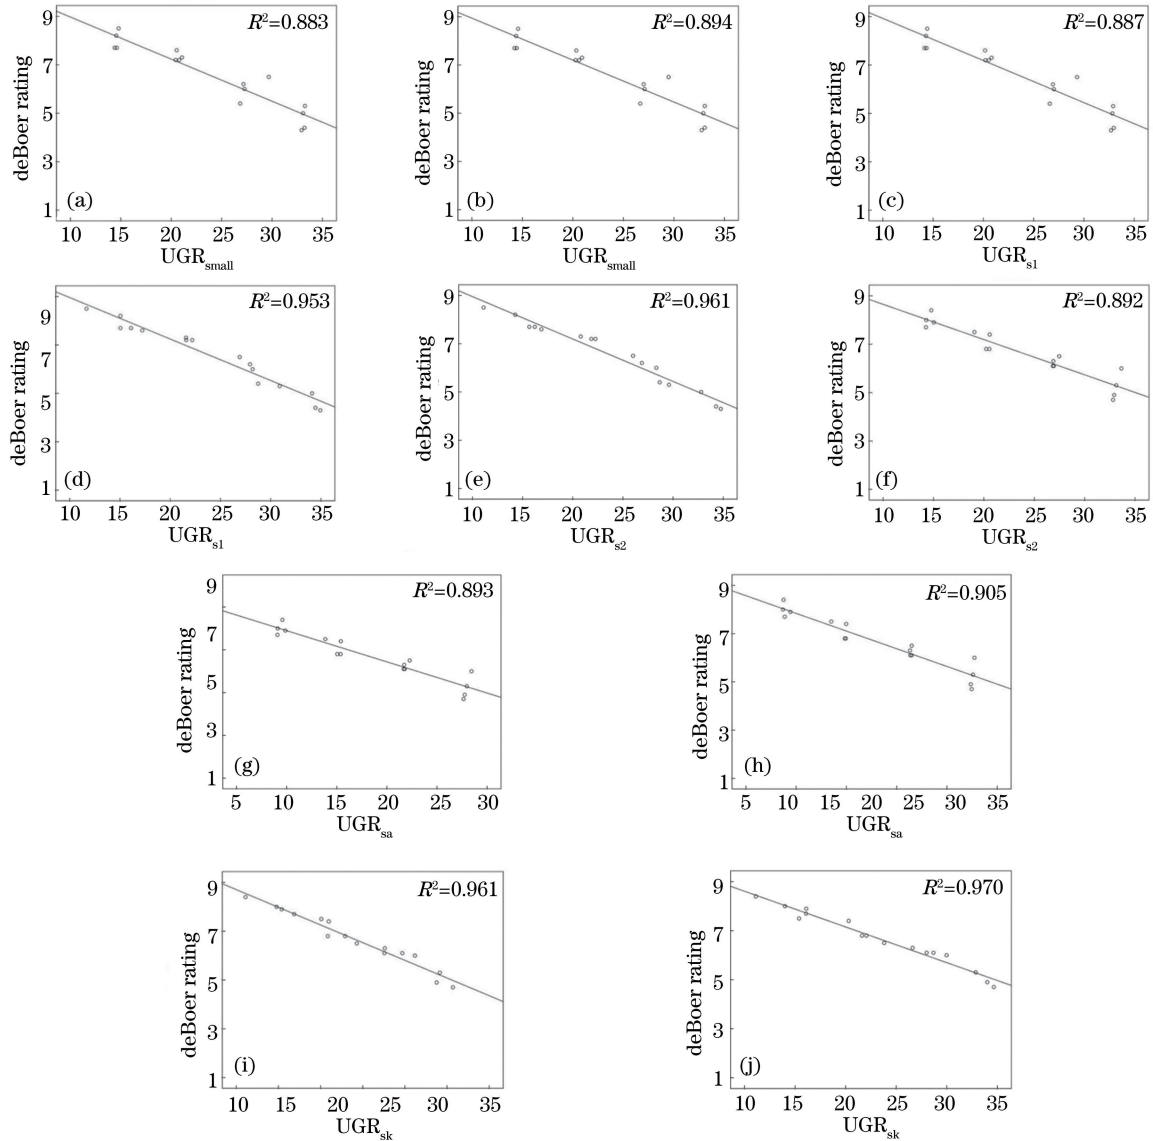 R²=0.883
9
7
5
3
1
deBoer rating
(a)
10 15 20 25 30 35
UGRsmall
R²=0.894
9
7
5
3
1
deBoer rating
(b)
10 15 20 25 30 35
UGRsmall
R²=0.887
9
7
5
3
1
deBoer rating
(c)
10 15 20 25 30 35
UGRs1
R²=0.953
9
7
5
3
1
deBoer rating
(d)
10 15 20 25 30 35
UGRs1
R²=0.961
9
7
5
3
1
deBoer rating
(e)
10 15 20 25 30 35
UGRs2
R²=0.892
9
7
5
3
1
deBoer rating
(f)
10 15 20 25 30 35
UGRs2
R²=0.893
9
7
5
3
1
deBoer rating
(g)
5 10 15 20 25 30
UGRsa
R²=0.905
9
7
5
3
1
deBoer rating
(h)
5 10 15 20 25 35
UGRsa
R²=0.961
9
7
5
3
1
deBoer rating
(i)
10 15 20 25 30 35
UGRsk
R²=0.970
9
7
5
3
1
deBoer rating
(j)
10 15 20 25 30 35
UGRsk